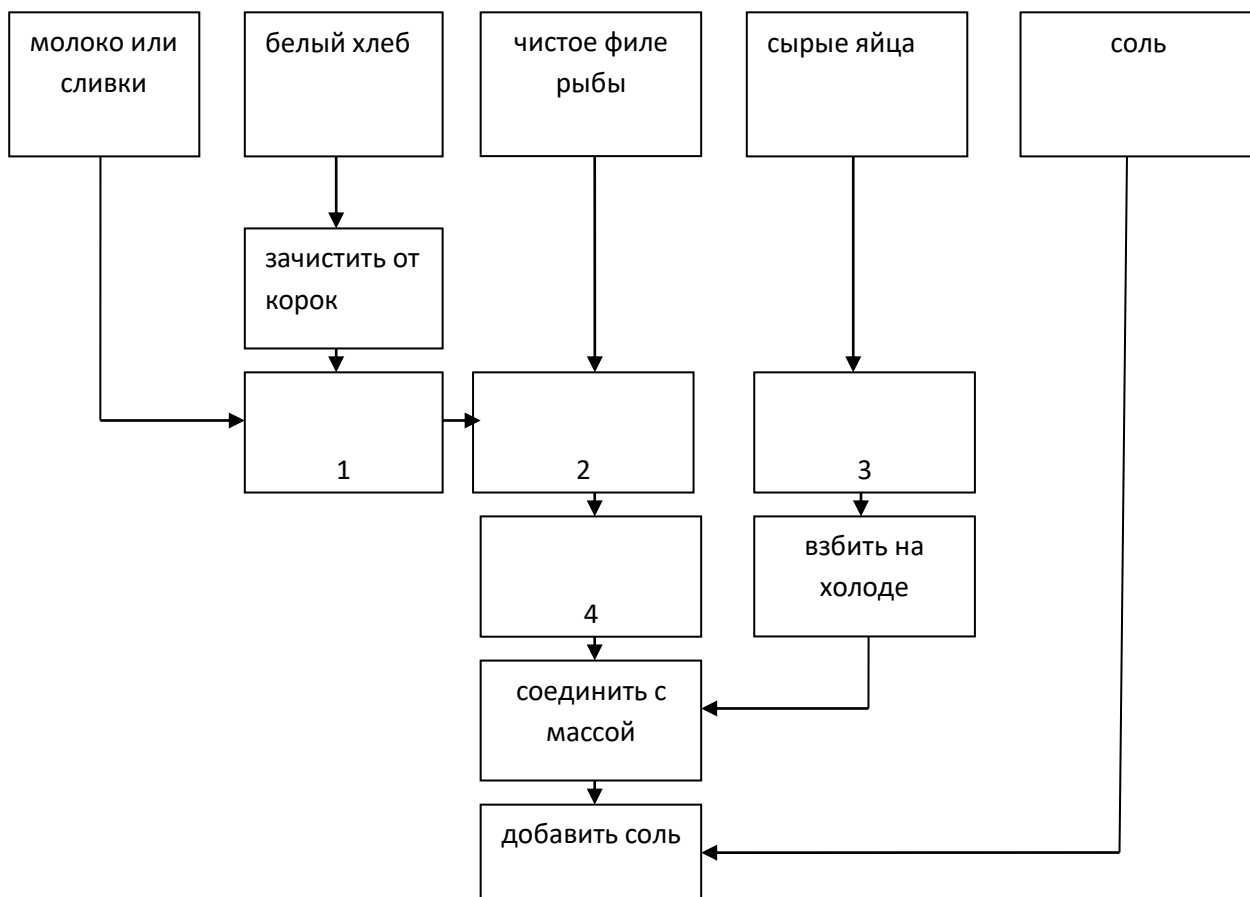 молоко или
сливки
белый хлеб
чистое филе
рыбы
сырые яйца
соль
зачистить от
корок
1
2
3
4
взбить на
холоде
соединить с
массой
добавить соль